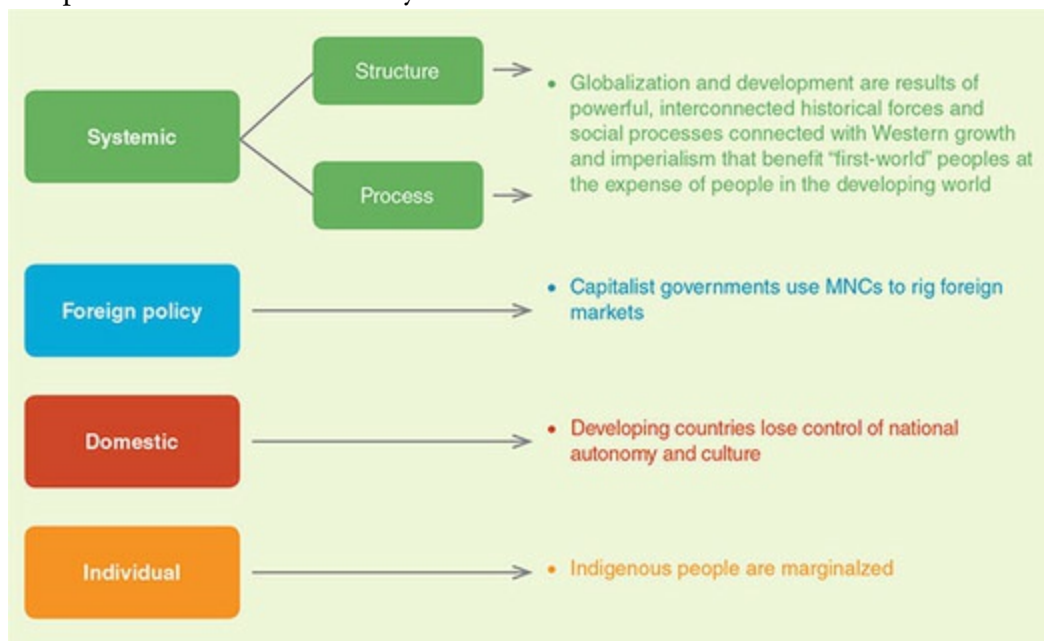 Structure
Systemic
Process
• Globalization and development are results of
powerful, interconnected historical forces and
social processes connected with Western growth
and imperialism that benefit “first-world” peoples at
the expense of people in the developing world
Foreign policy
• Capitalist governments use MNCs to rig foreign
markets
Domestic
• Developing countries lose control of national
autonomy and culture
Individual
• Indigenous people are marginalzed